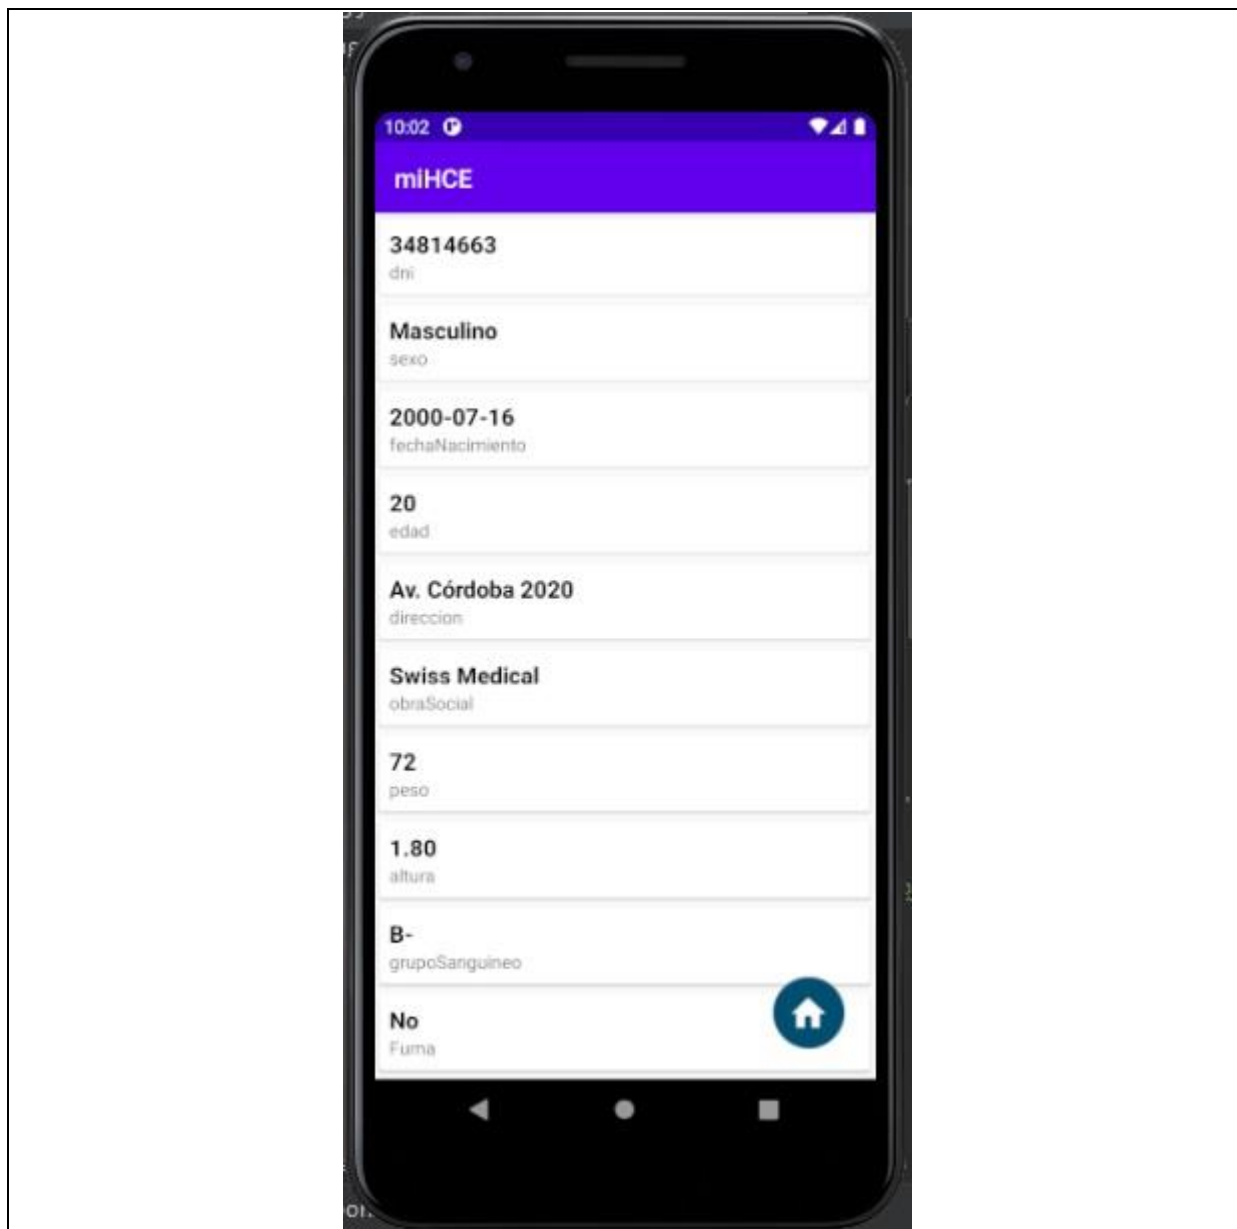 10:02
miHCE
34814663
dni
Masculino
sexo
2000-07-16
fechaNacimiento
20
edad
Av. Córdoba 2020
direccion
Swiss Medical
obraSocial
72
peso
1.80
altura
B-
grupoSanguineo
No
Fuma